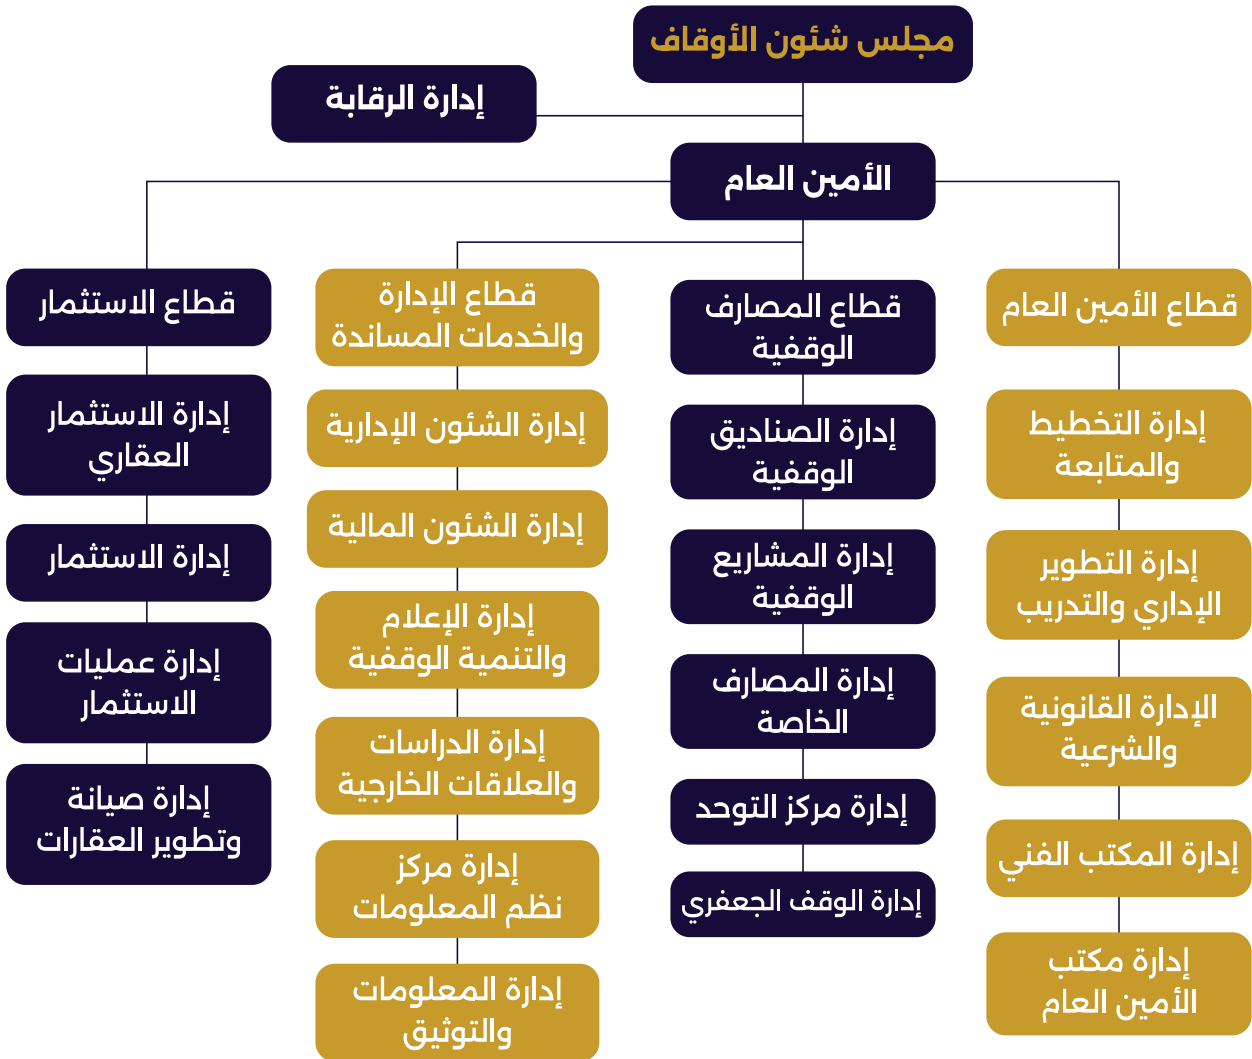 مجلس شئون الأوقاف
إدارة الرقابة
الأمين العام
قطاع الأمين العام
إدارة التخطيط
والمتابعة
إدارة التطوير
الإداري والتدريب
الإدارة القانونية
والشرعية
إدارة المكتب الفني
إدارة مكتب
الأمين العام
قطاع المصارف
الوقفية
إدارة الصناديق
الوقفية
إدارة المشاريع
الوقفية
إدارة المصارف
الخاصة
إدارة مركز التوحد
إدارة الوقف الجعفري
قطاع الإدارة
والخدمات المساندة
إدارة الشئون الإدارية
إدارة الشئون المالية
إدارة الإعلام
والتنمية الوقفية
إدارة الدراسات
والعلاقات الخارجية
إدارة مركز
نظم المعلومات
إدارة المعلومات
والتوثيق
قطاع الاستثمار
إدارة الاستثمار
العقاري
إدارة الاستثمار
إدارة عمليات
الاستثمار
إدارة صيانة
وتطوير العقارات